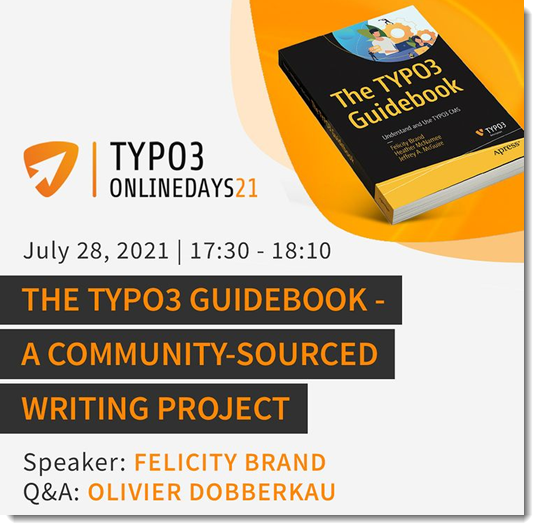 The TYPO3
Guidebook
Understand and Use TYPO3 CMS
Felicity Brand
Heather McNamee
Jeffrey A. McGuire
TYPO3
Apress
TYPO3
ONLINEDAYS21
July 28, 2021 | 17:30 - 18:10
THE TYPO3 GUIDEBOOK -
A COMMUNITY-SOURCED
WRITING PROJECT
Speaker: FELICITY BRAND
Q&A: OLIVIER DOBBERKAU